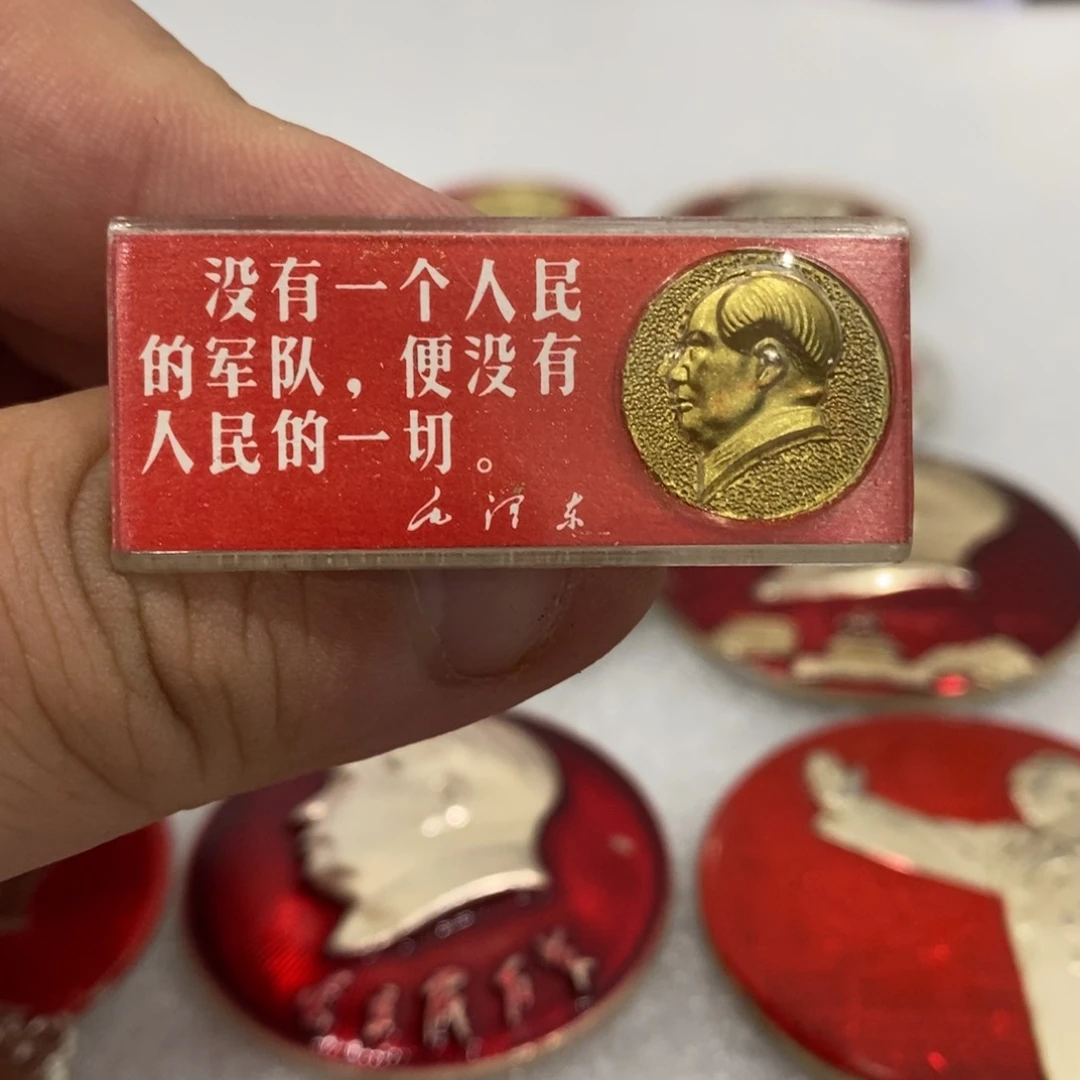 没有一个人民
的军队，便没有
人民的一切。
毛泽东